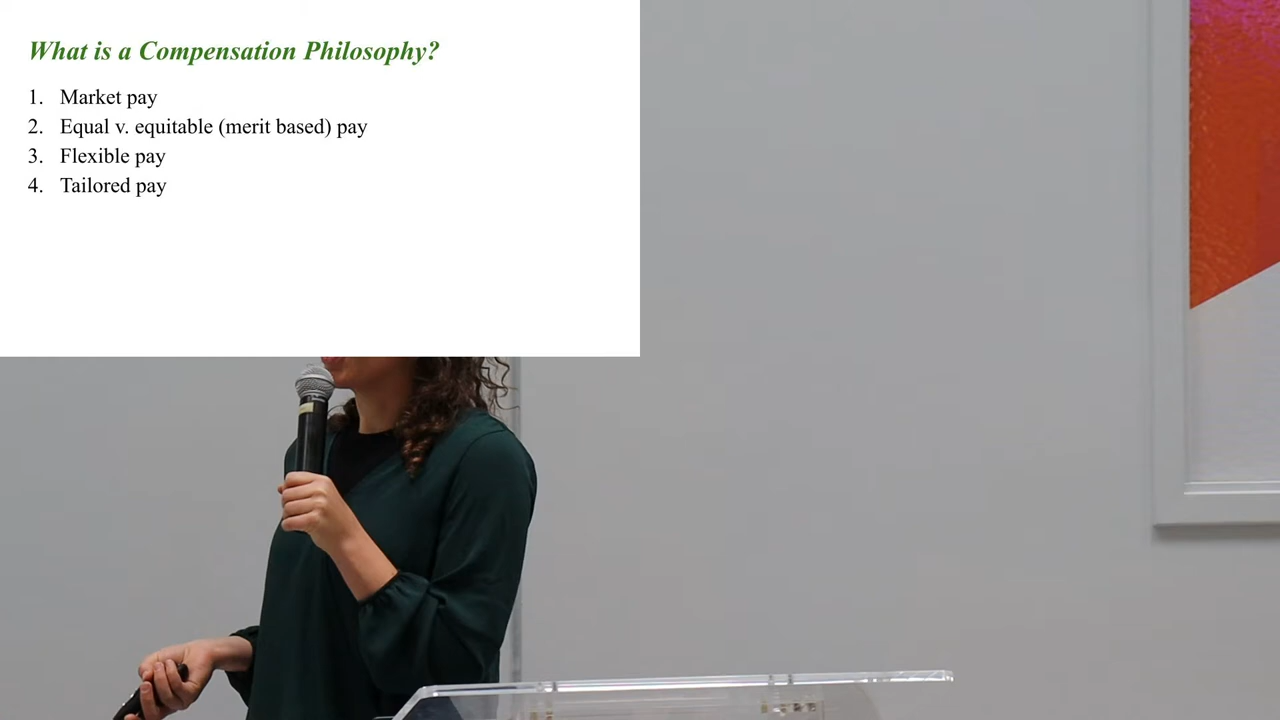 What is a Compensation Philosophy?
1. Market pay
2. Equal v. equitable (merit based) pay
3. Flexible pay
4. Tailored pay